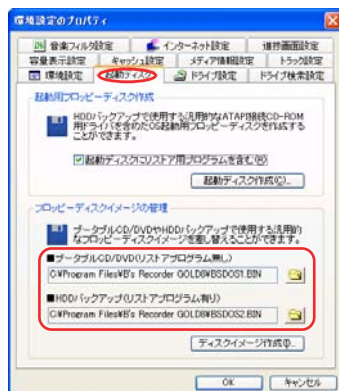 環境設定のプロパティ
音楽ファイル設定 インターネット設定 進捗画面設定
容量表示設定 キャッシュ設定 メディア情報設定 トラック設定
環境設定 起動ディスク ドライブ設定 ドライブ検索設定
起動用フロッピーディスク作成
HDDバックアップで使用する汎用的なATAPI接続CD-ROM
用ドライバを含めたOS起動用フロッピーディスクを作成する
ことができます。
起動ディスクにリストア用プログラムを含む(R)
起動ディスク作成(C)...
フロッピーディスクイメージの管理
ブータブルCD/DVDやHDDバックアップで使用する汎用的
なフロッピーディスクイメージを差し替えることができます。
■ブータブルCD/DVD(リストアプログラム無し)
C:¥Program Files¥B's Recorder GOLD8¥BSDOS1.BIN
■HDDバックアップ(リストアプログラム有り)
C:¥Program Files¥B's Recorder GOLD8¥BSDOS2.BIN
ディスクイメージ作成(I)...
OK キャンセル